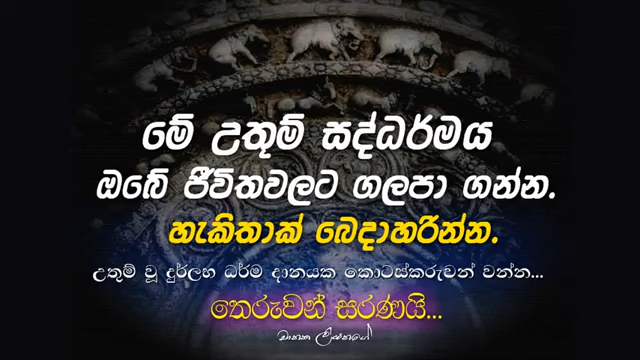 මේ උතුම් සද්ධර්මය
ඔබේ ජීවිතවලට ගලපා ගන්න.
හැකිතාක් බෙදාහරින්න.
උතුම් වූ දුර්ලභ ධර්ම දානයක කොටස්කරුවන් වන්න...
තෙරුවන් සරණයි...